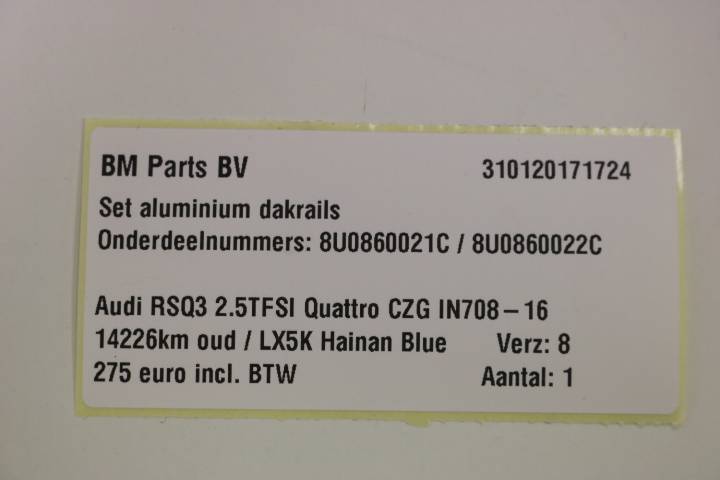 BM Parts BV 310120171724
Set aluminium dakrails
Onderdeelnummers: 8U0860021C / 8U0860022C
Audi RSQ3 2.5TFSI Quattro CZG IN708-16
14226km oud / LX5K Hainan Blue Verz: 8
275 euro incl. BTW Aantal: 1